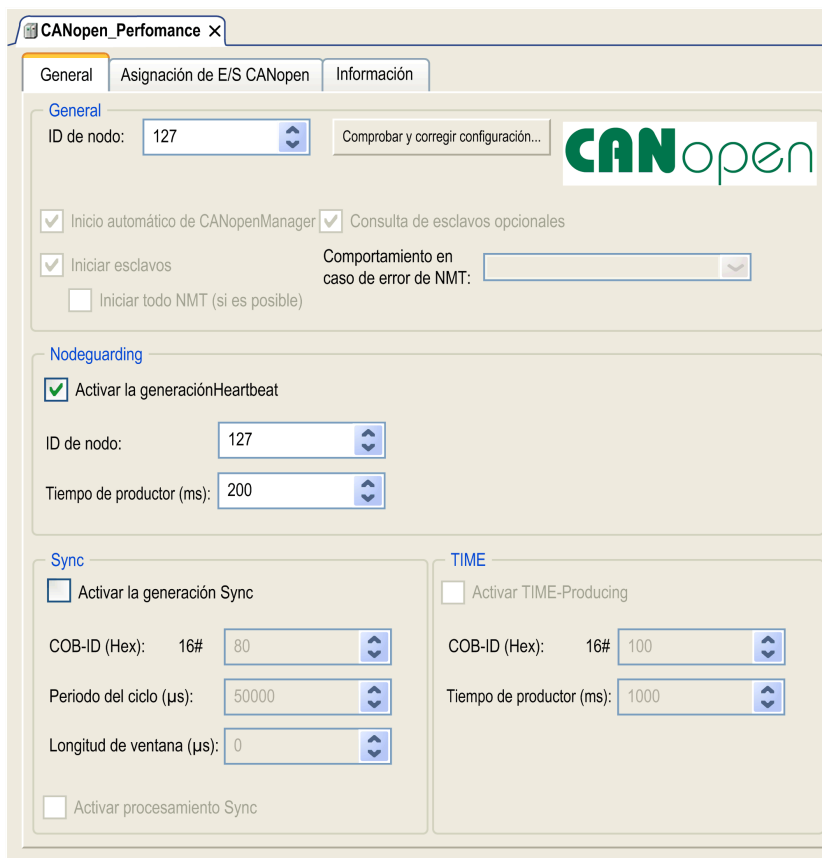 CANopen_Perfomance X
General Asignación de E/S CANopen Información
General
ID de nodo: 127 Comprobar y corregir configuración... CANopen
Inicio automático de CANopenManager Consulta de esclavos opcionales
Iniciar esclavos
Comportamiento en
caso de error de NMT:
Iniciar todo NMT (si es posible)
Nodeguarding
Activar la generaciónHeartbeat
ID de nodo: 127
Tiempo de productor (ms): 200
Sync
Activar la generación Sync
COB-ID (Hex): 16# 80
Periodo del ciclo (µs): 50000
Longitud de ventana (µs): 0
Activar procesamiento Sync
TIME
Activar TIME-Producing
COB-ID (Hex): 16# 100
Tiempo de productor (ms): 1000